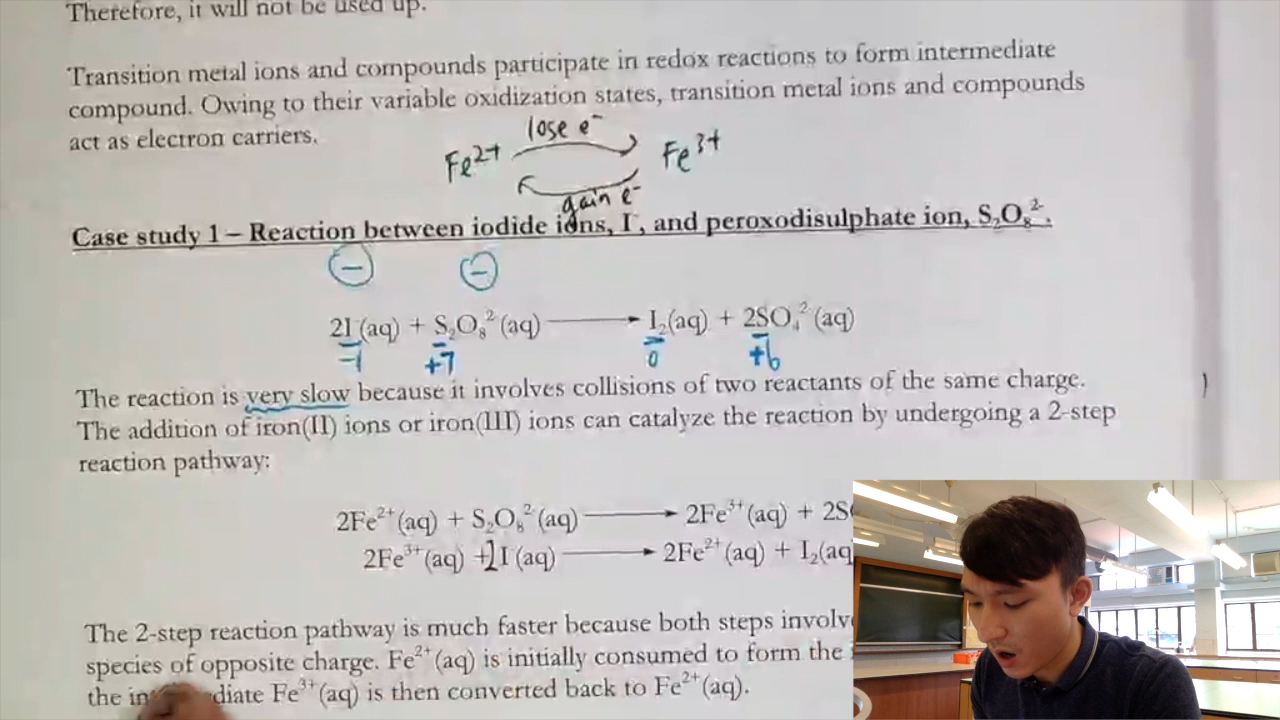 Therefore, it will not be used up.
Transition metal ions and compounds participate in redox reactions to form intermediate
compound. Owing to their variable oxidization states, transition metal ions and compounds
act as electron carriers.
lose e⁻
Fe²⁺ Fe³⁺
gain e⁻
Case study 1 – Reaction between iodide ions, I⁻, and peroxodisulphate ion, S₂O₈²⁻.
− −
2I⁻(aq) + S₂O₈²⁻(aq) → I₂(aq) + 2SO₄²⁻(aq)
-1 +7 0 +6
The reaction is very slow because it involves collisions of two reactants of the same charge.
The addition of iron(II) ions or iron(III) ions can catalyze the reaction by undergoing a 2-step
reaction pathway:
2Fe²⁺(aq) + S₂O₈²⁻(aq) → 2Fe³⁺(aq) + 2S
2Fe³⁺(aq) + 2I⁻(aq) → 2Fe²⁺(aq) + I₂(aq
The 2-step reaction pathway is much faster because both steps involv
species of opposite charge. Fe²⁺(aq) is initially consumed to form the
the in diate Fe³⁺(aq) is then converted back to Fe²⁺(aq).